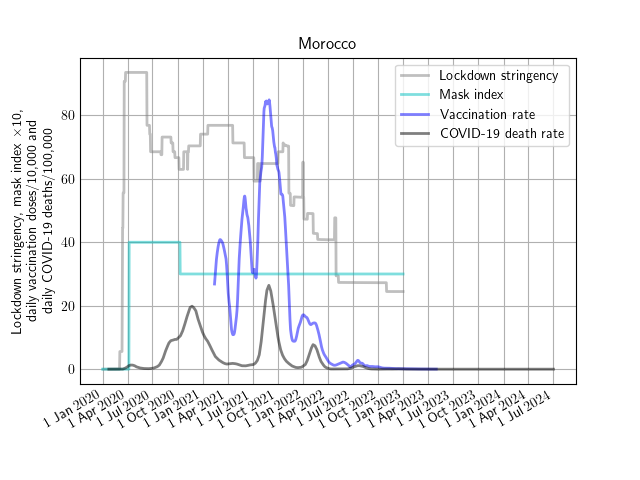 Morocco
Lockdown stringency
Mask index
Vaccination rate
COVID-19 death rate
Lockdown stringency, mask index ×10,
daily vaccination doses/10,000 and
daily COVID-19 deaths/100,000
80
60
40
20
0
1 Jan 2020
1 Apr 2020
1 Jul 2020
1 Oct 2020
1 Jan 2021
1 Apr 2021
1 Jul 2021
1 Oct 2021
1 Jan 2022
1 Apr 2022
1 Jul 2022
1 Oct 2022
1 Jan 2023
1 Apr 2023
1 Jul 2023
1 Oct 2023
1 Jan 2024
1 Apr 2024
1 Jul 2024